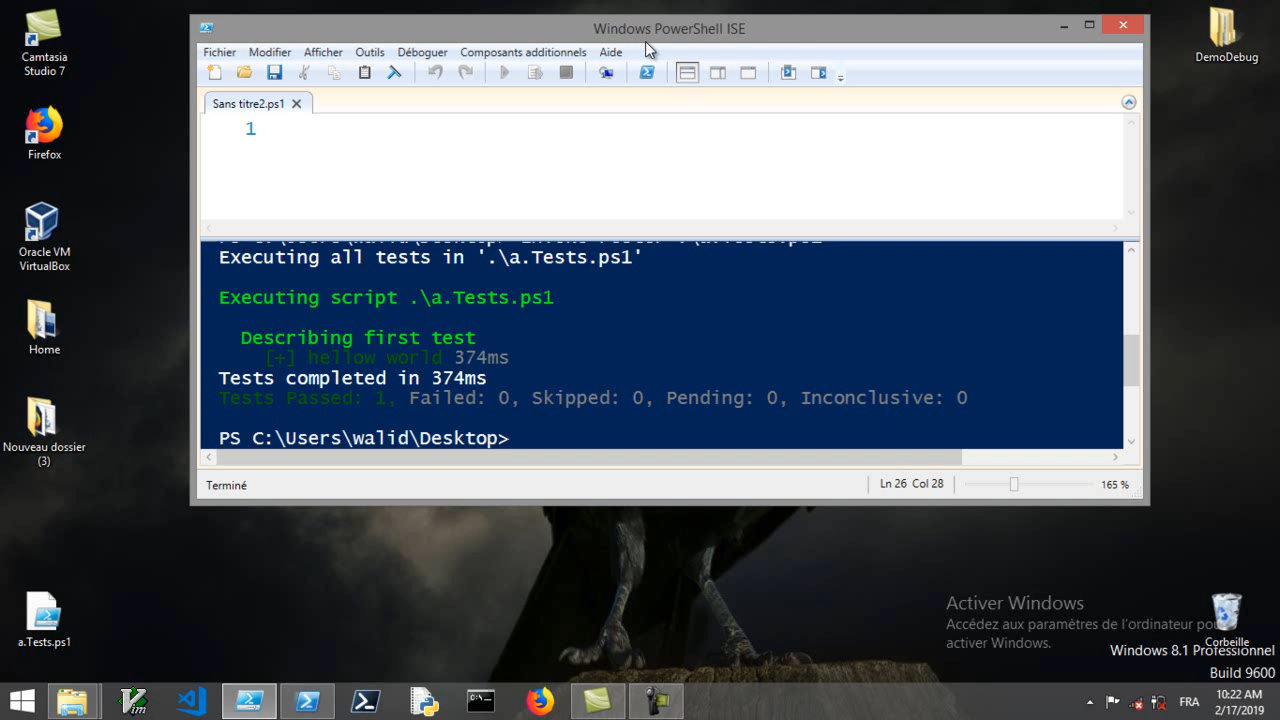 Windows PowerShell ISE
Fichier Modifier Afficher Outils Déboguer Composants additionnels Aide
Sans titre2.ps1
1
Executing all tests in '.\a.Tests.ps1'
Executing script .\a.Tests.ps1
Describing first test
[+] hellow world 374ms
Tests completed in 374ms
Tests Passed: 1, Failed: 0, Skipped: 0, Pending: 0, Inconclusive: 0
PS C:\Users\walid\Desktop>
Terminé
Ln 26 Col 28
165 %
Camtasia
Studio 7
Firefox
Oracle VM
VirtualBox
Home
Nouveau dossier
(3)
a.Tests.ps1
DemoDebug
Corbeille
Activer Windows
Accédez aux paramètres de l'ordinateur pou
activer Windows.
Windows 8.1 Professionnel
Build 9600
Vim
FR
10:22 AM
2/17/2019